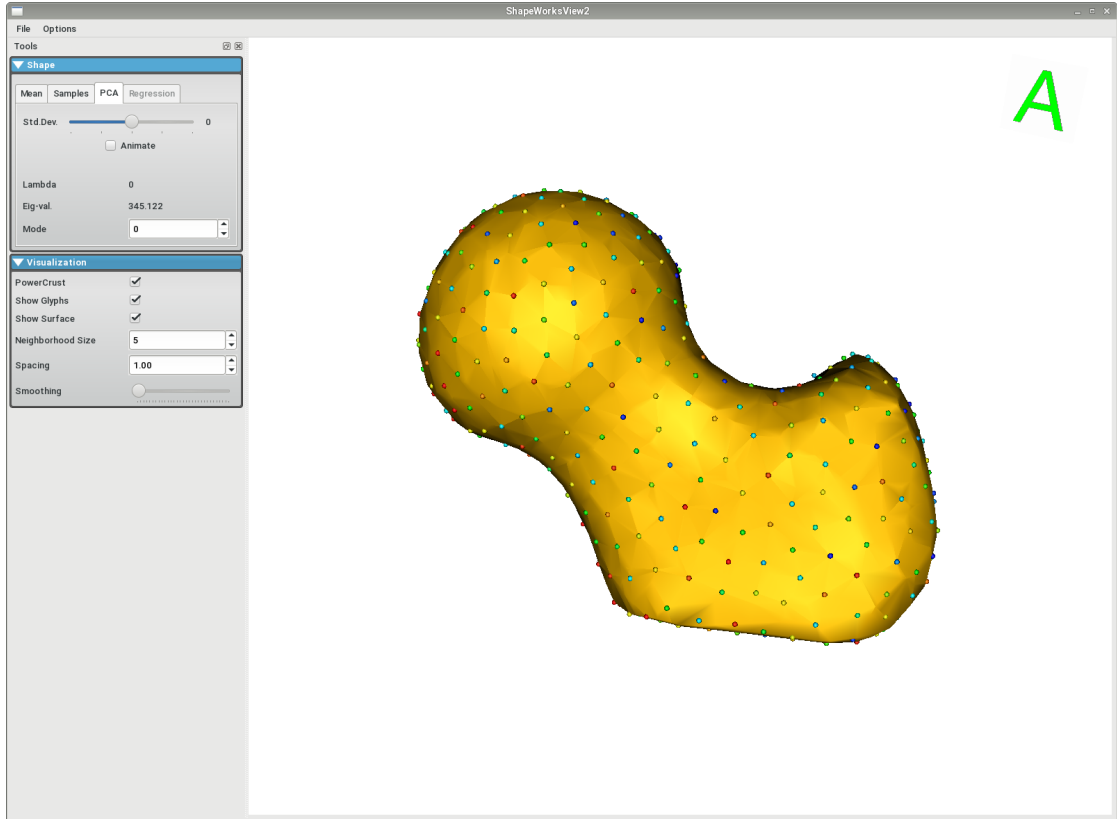 ShapeWorksView2
File Options
Tools
Shape
Mean Samples PCA Regression
Std.Dev. 0
Animate
Lambda 0
Eig-val. 345.122
Mode 0
Visualization
PowerCrust
Show Glyphs
Show Surface
Neighborhood Size 5
Spacing 1.00
Smoothing
A